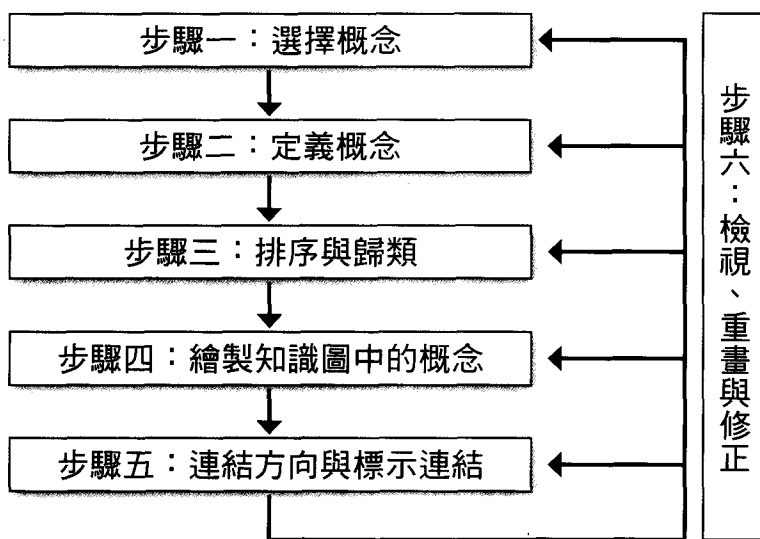 步驟一：選擇概念
步驟二：定義概念
步驟三：排序與歸類
步驟四：繪製知識圖中的概念
步驟五：連結方向與標示連結
步驟六：檢視、重畫與修正